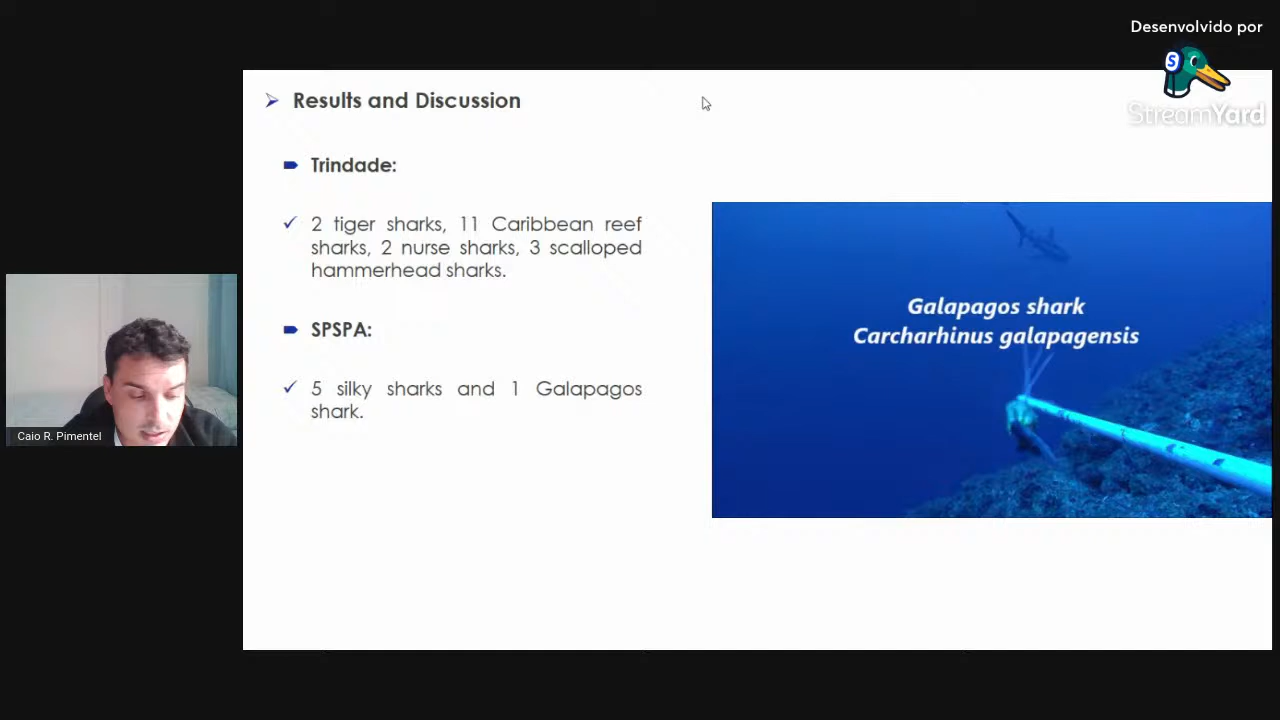 Desenvolvido por
S
StreamYard
Results and Discussion
Trindade:
2 tiger sharks, 11 Caribbean reef
sharks, 2 nurse sharks, 3 scalloped
hammerhead sharks.
SPSPA:
5 silky sharks and 1 Galapagos
shark.
Galapagos shark
Carcharhinus galapagensis
Caio R. Pimentel